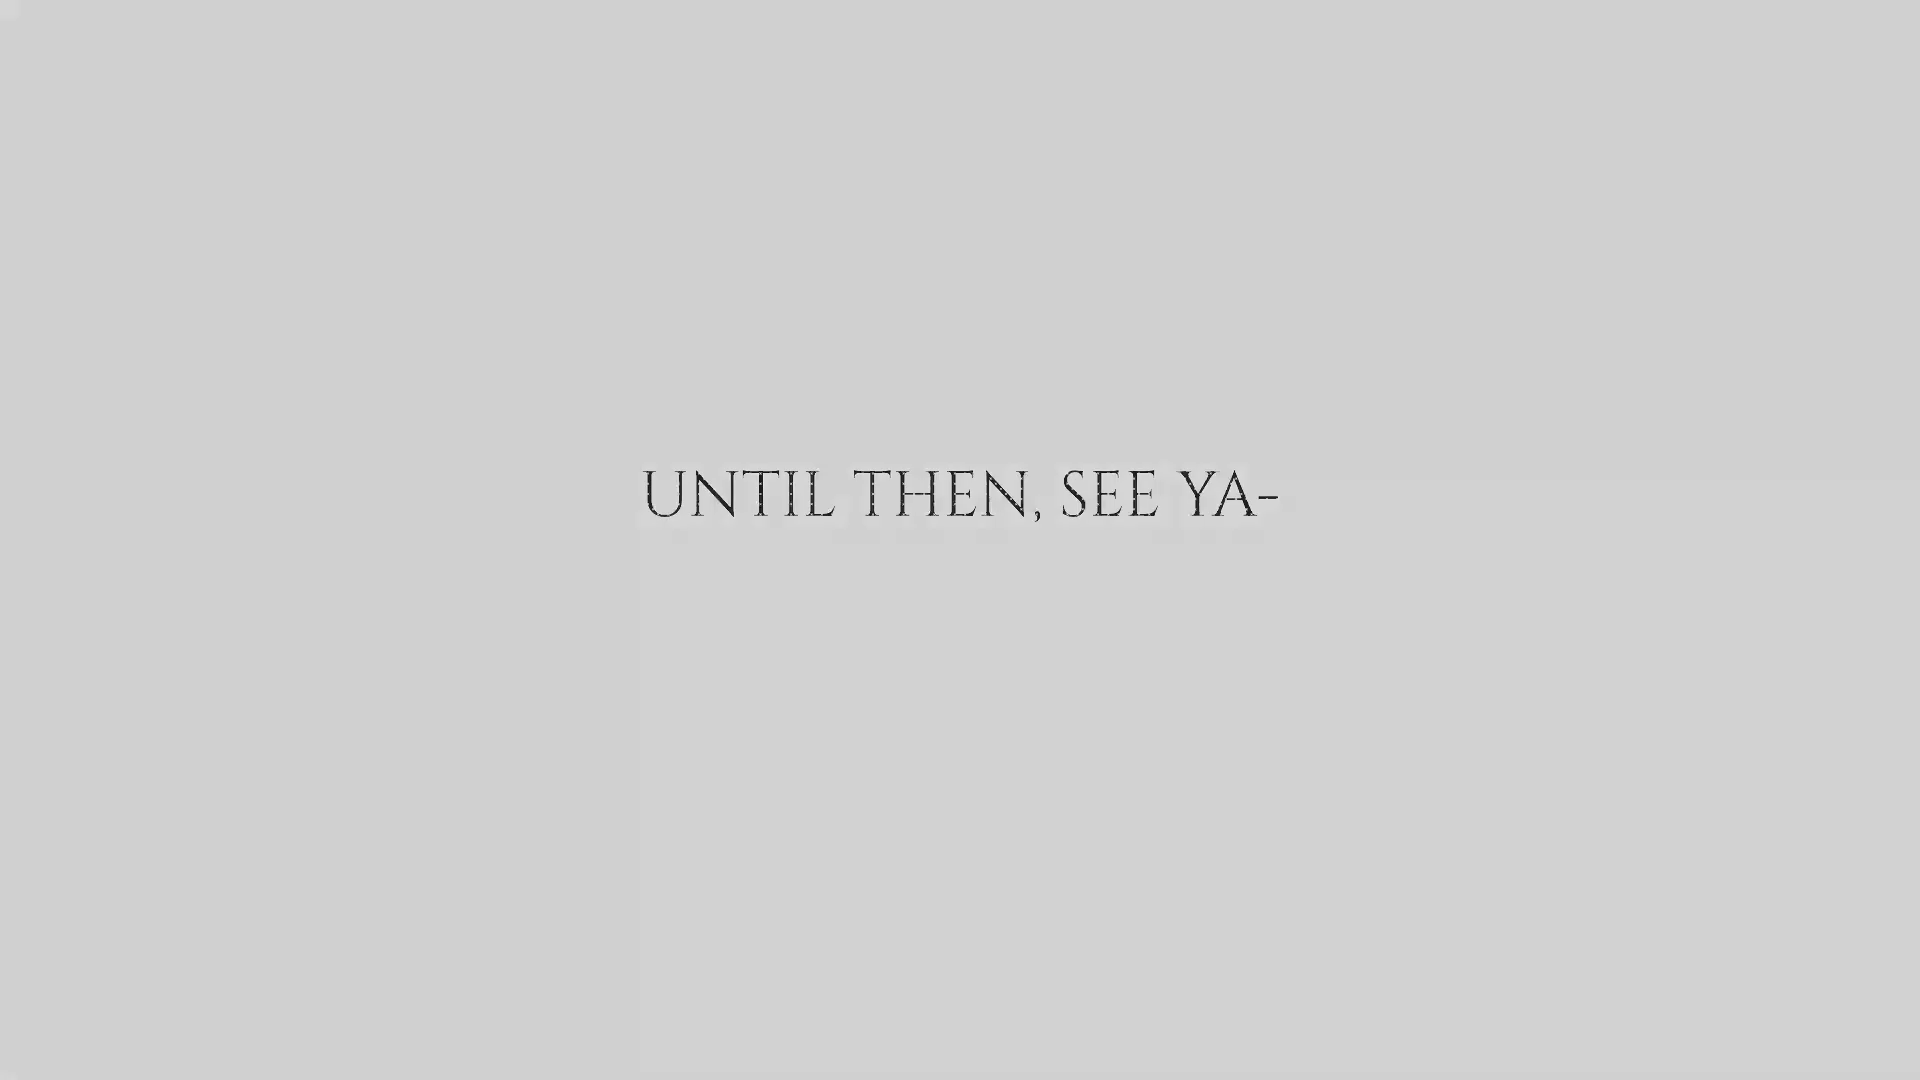 UNTIL THEN, SEE YA-